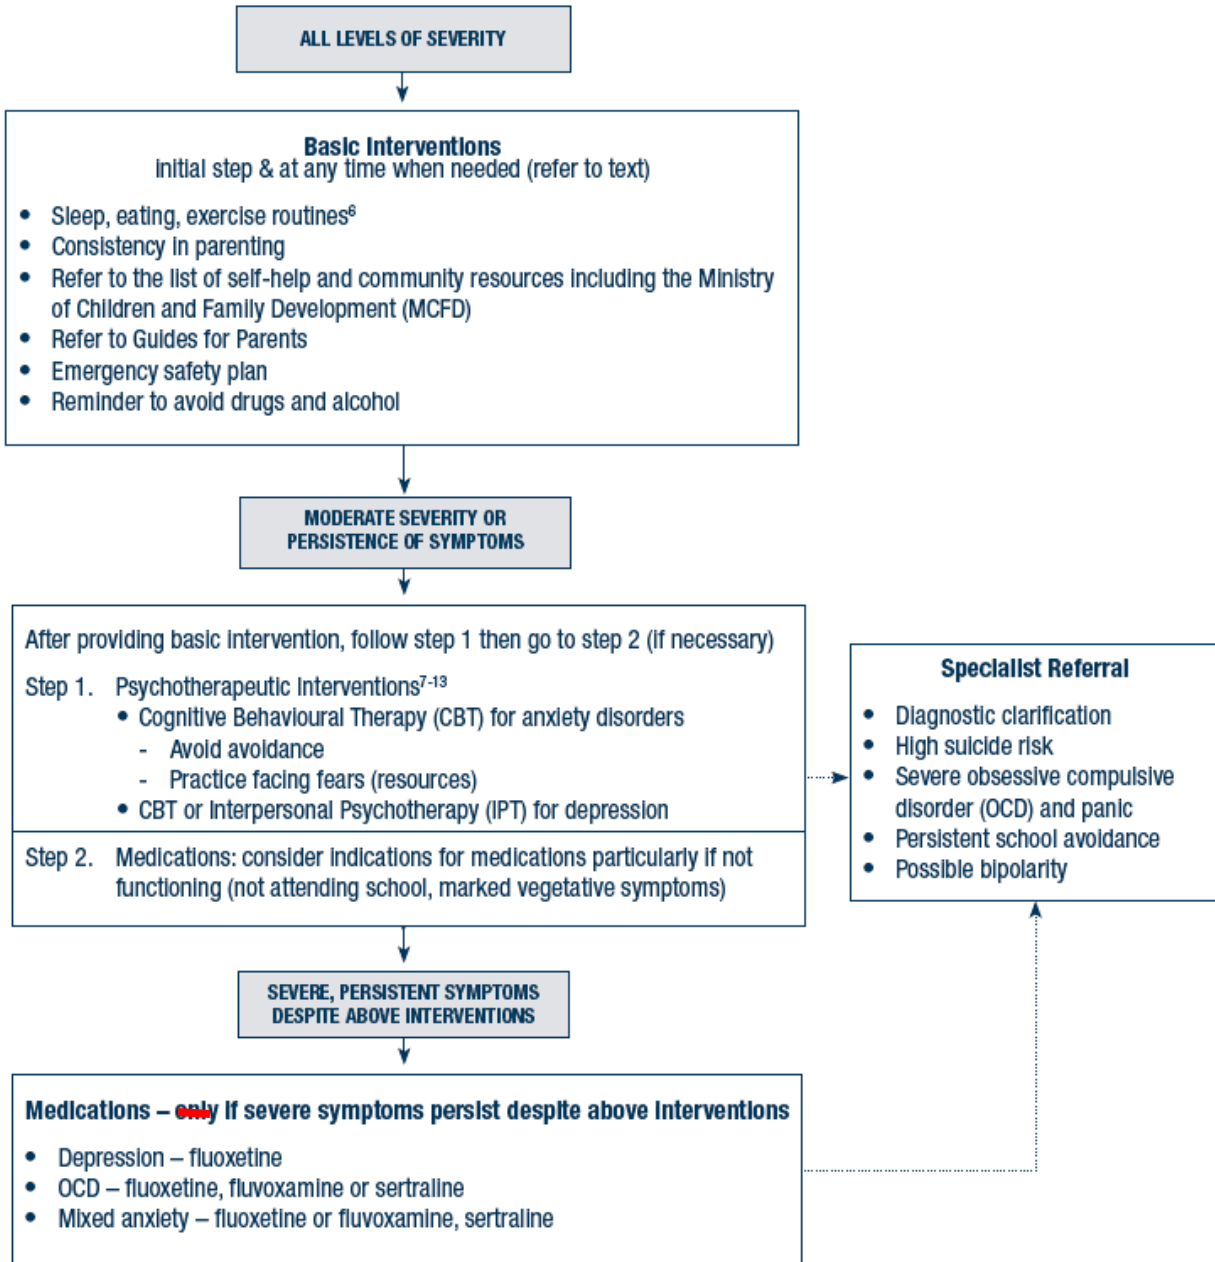 ALL LEVELS OF SEVERITY
Basic Interventions
Initial step & at any time when needed (refer to text)
• Sleep, eating, exercise routines⁶
• Consistency in parenting
• Refer to the list of self-help and community resources including the Ministry
of Children and Family Development (MCFD)
• Refer to Guides for Parents
• Emergency safety plan
• Reminder to avoid drugs and alcohol
MODERATE SEVERITY OR
PERSISTENCE OF SYMPTOMS
After providing basic intervention, follow step 1 then go to step 2 (if necessary)
Step 1. Psychotherapeutic Interventions⁷⁻¹³
• Cognitive Behavioural Therapy (CBT) for anxiety disorders
- Avoid avoidance
- Practice facing fears (resources)
• CBT or Interpersonal Psychotherapy (IPT) for depression
Step 2. Medications: consider indications for medications particularly if not
functioning (not attending school, marked vegetative symptoms)
Specialist Referral
• Diagnostic clarification
• High suicide risk
• Severe obsessive compulsive
disorder (OCD) and panic
• Persistent school avoidance
• Possible bipolarity
SEVERE, PERSISTENT SYMPTOMS
DESPITE ABOVE INTERVENTIONS
Medications – only if severe symptoms persist despite above interventions
• Depression – fluoxetine
• OCD – fluoxetine, fluvoxamine or sertraline
• Mixed anxiety – fluoxetine or fluvoxamine, sertraline